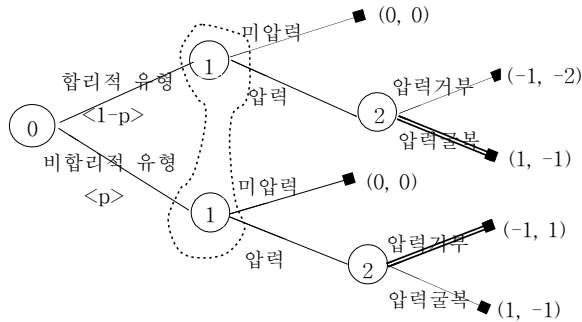 미압력
(0, 0)
합리적 유형
1
압력
압력거부
(-1, -2)
<1-p>
2
압력굴복
(1, -1)
0
비합리적 유형
<p>
미압력
(0, 0)
1
압력
압력거부
(-1, 1)
2
압력굴복
(1, -1)